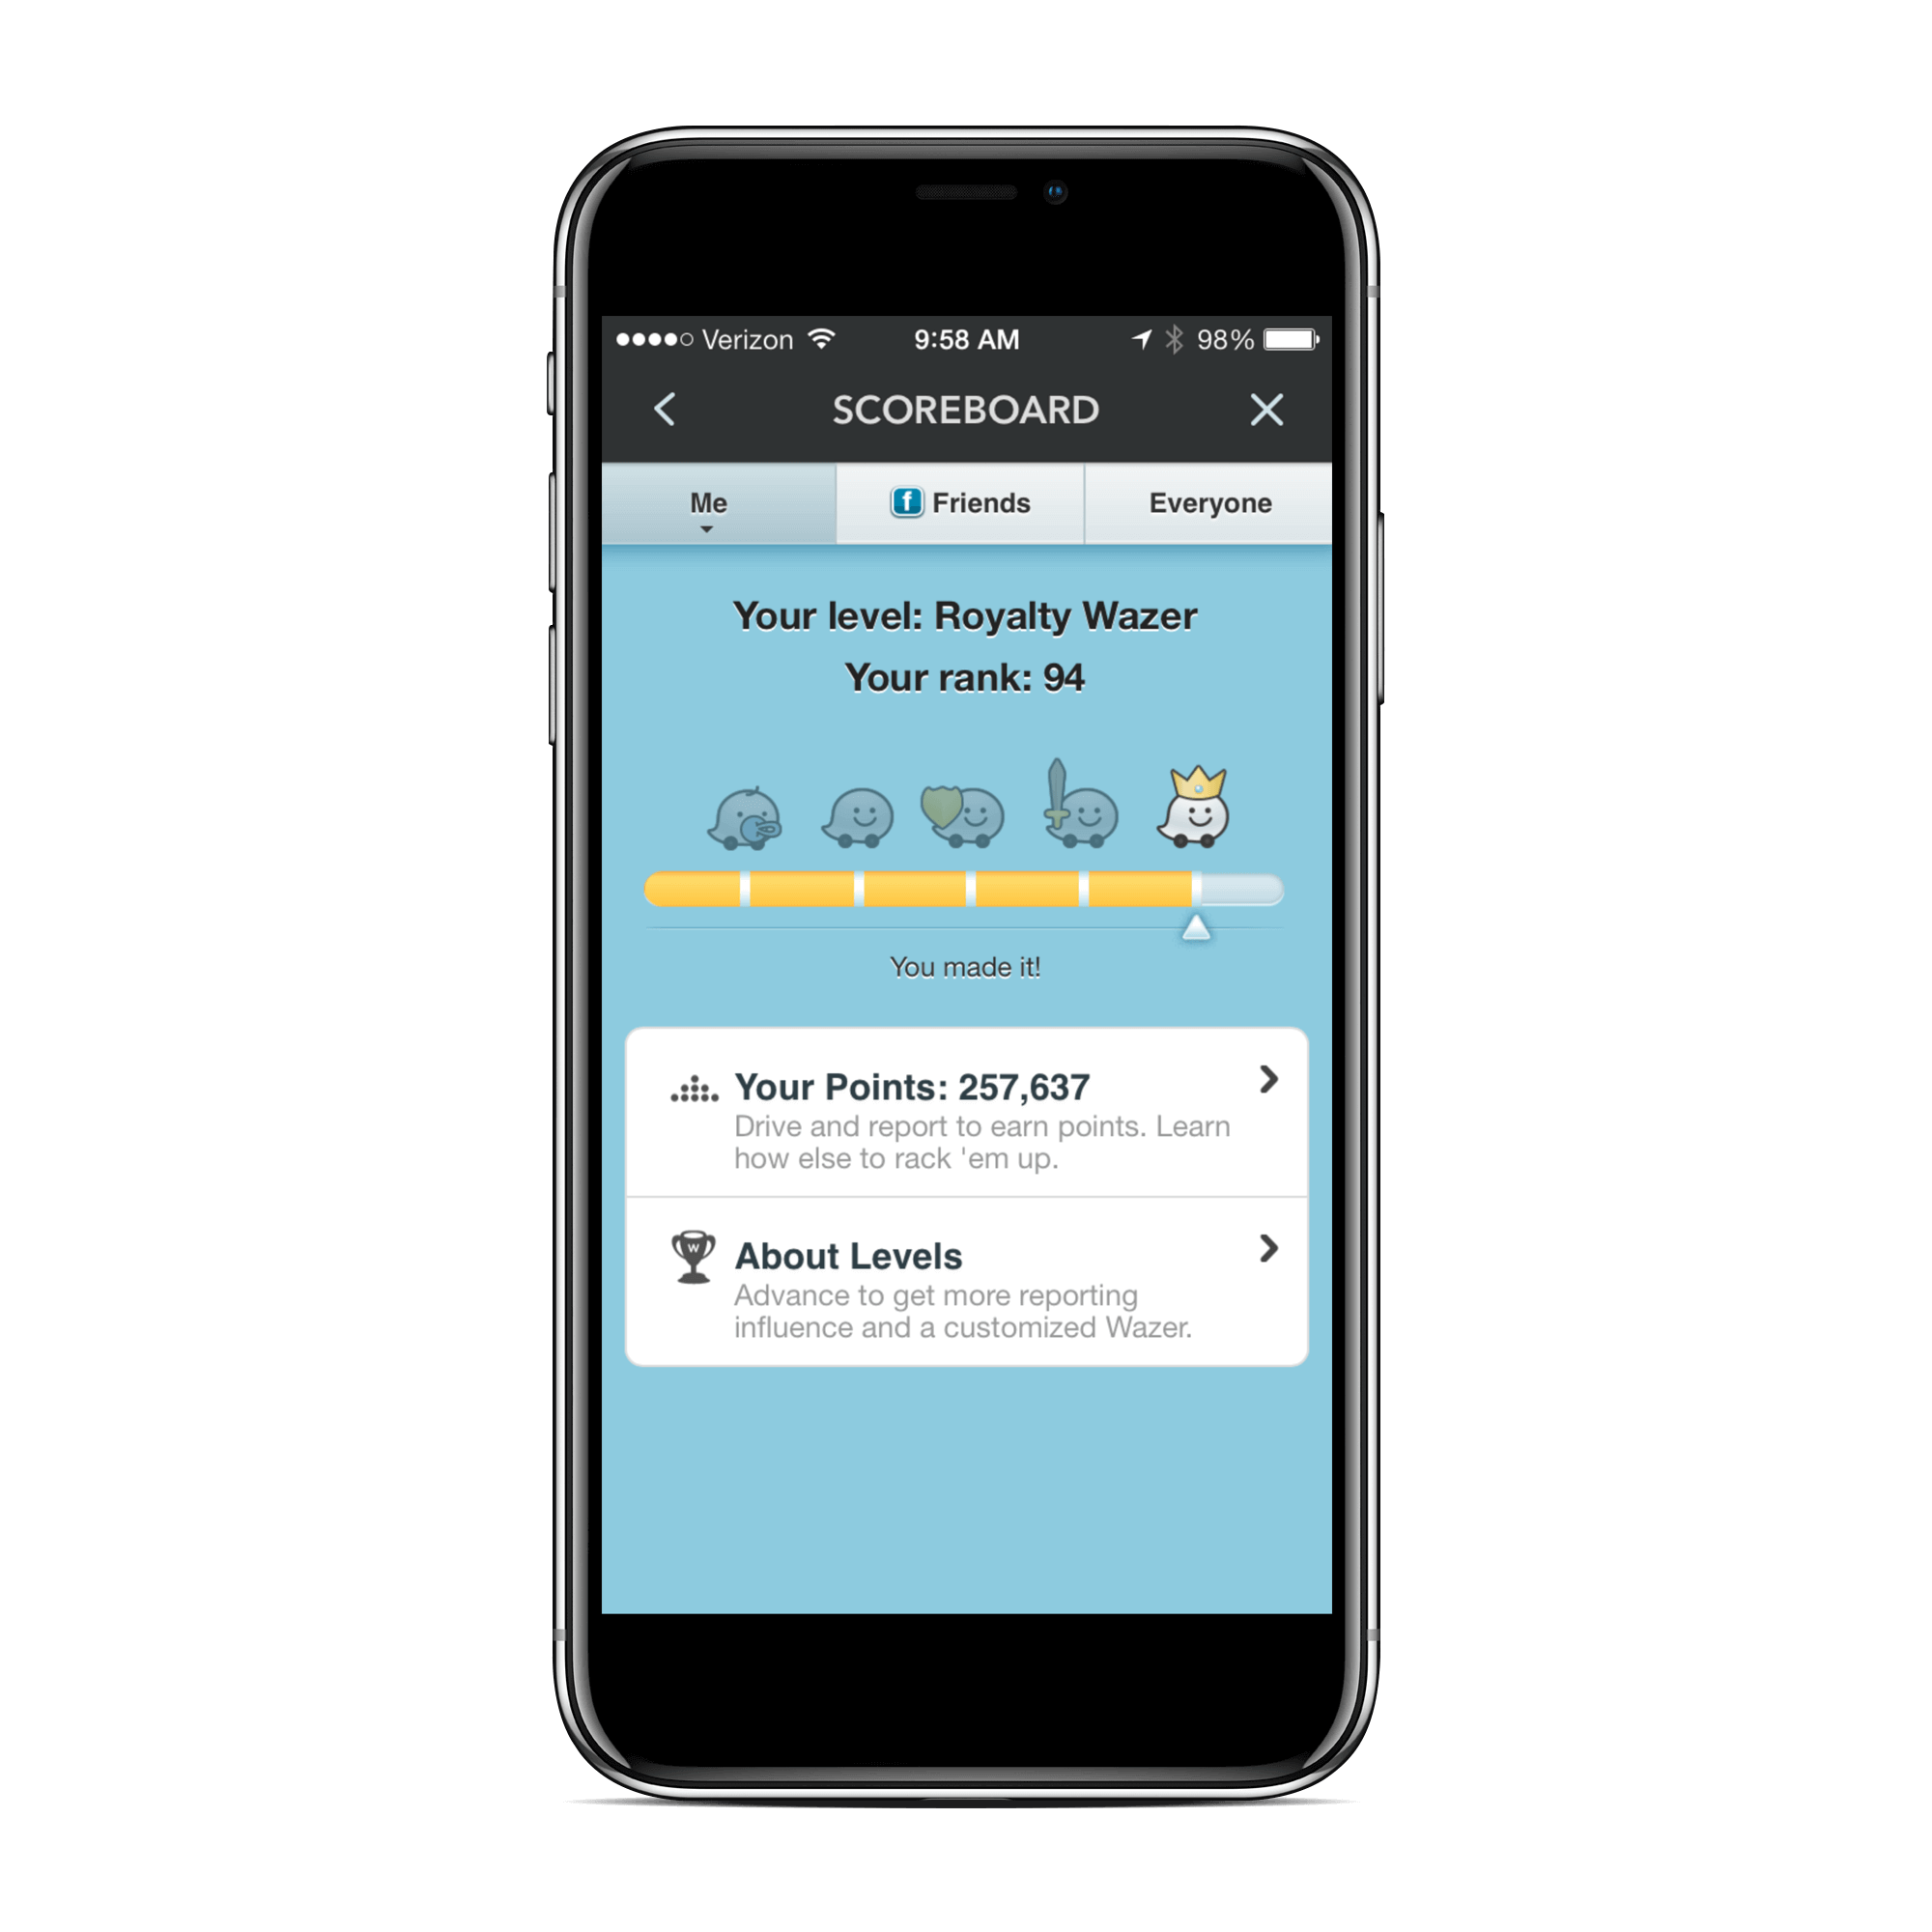 Verizon 9:58 AM 98%
SCOREBOARD
Me f Friends Everyone
Your level: Royalty Wazer
Your rank: 94
You made it!
Your Points: 257,637
Drive and report to earn points. Learn
how else to rack 'em up.
W
About Levels
Advance to get more reporting
influence and a customized Wazer.